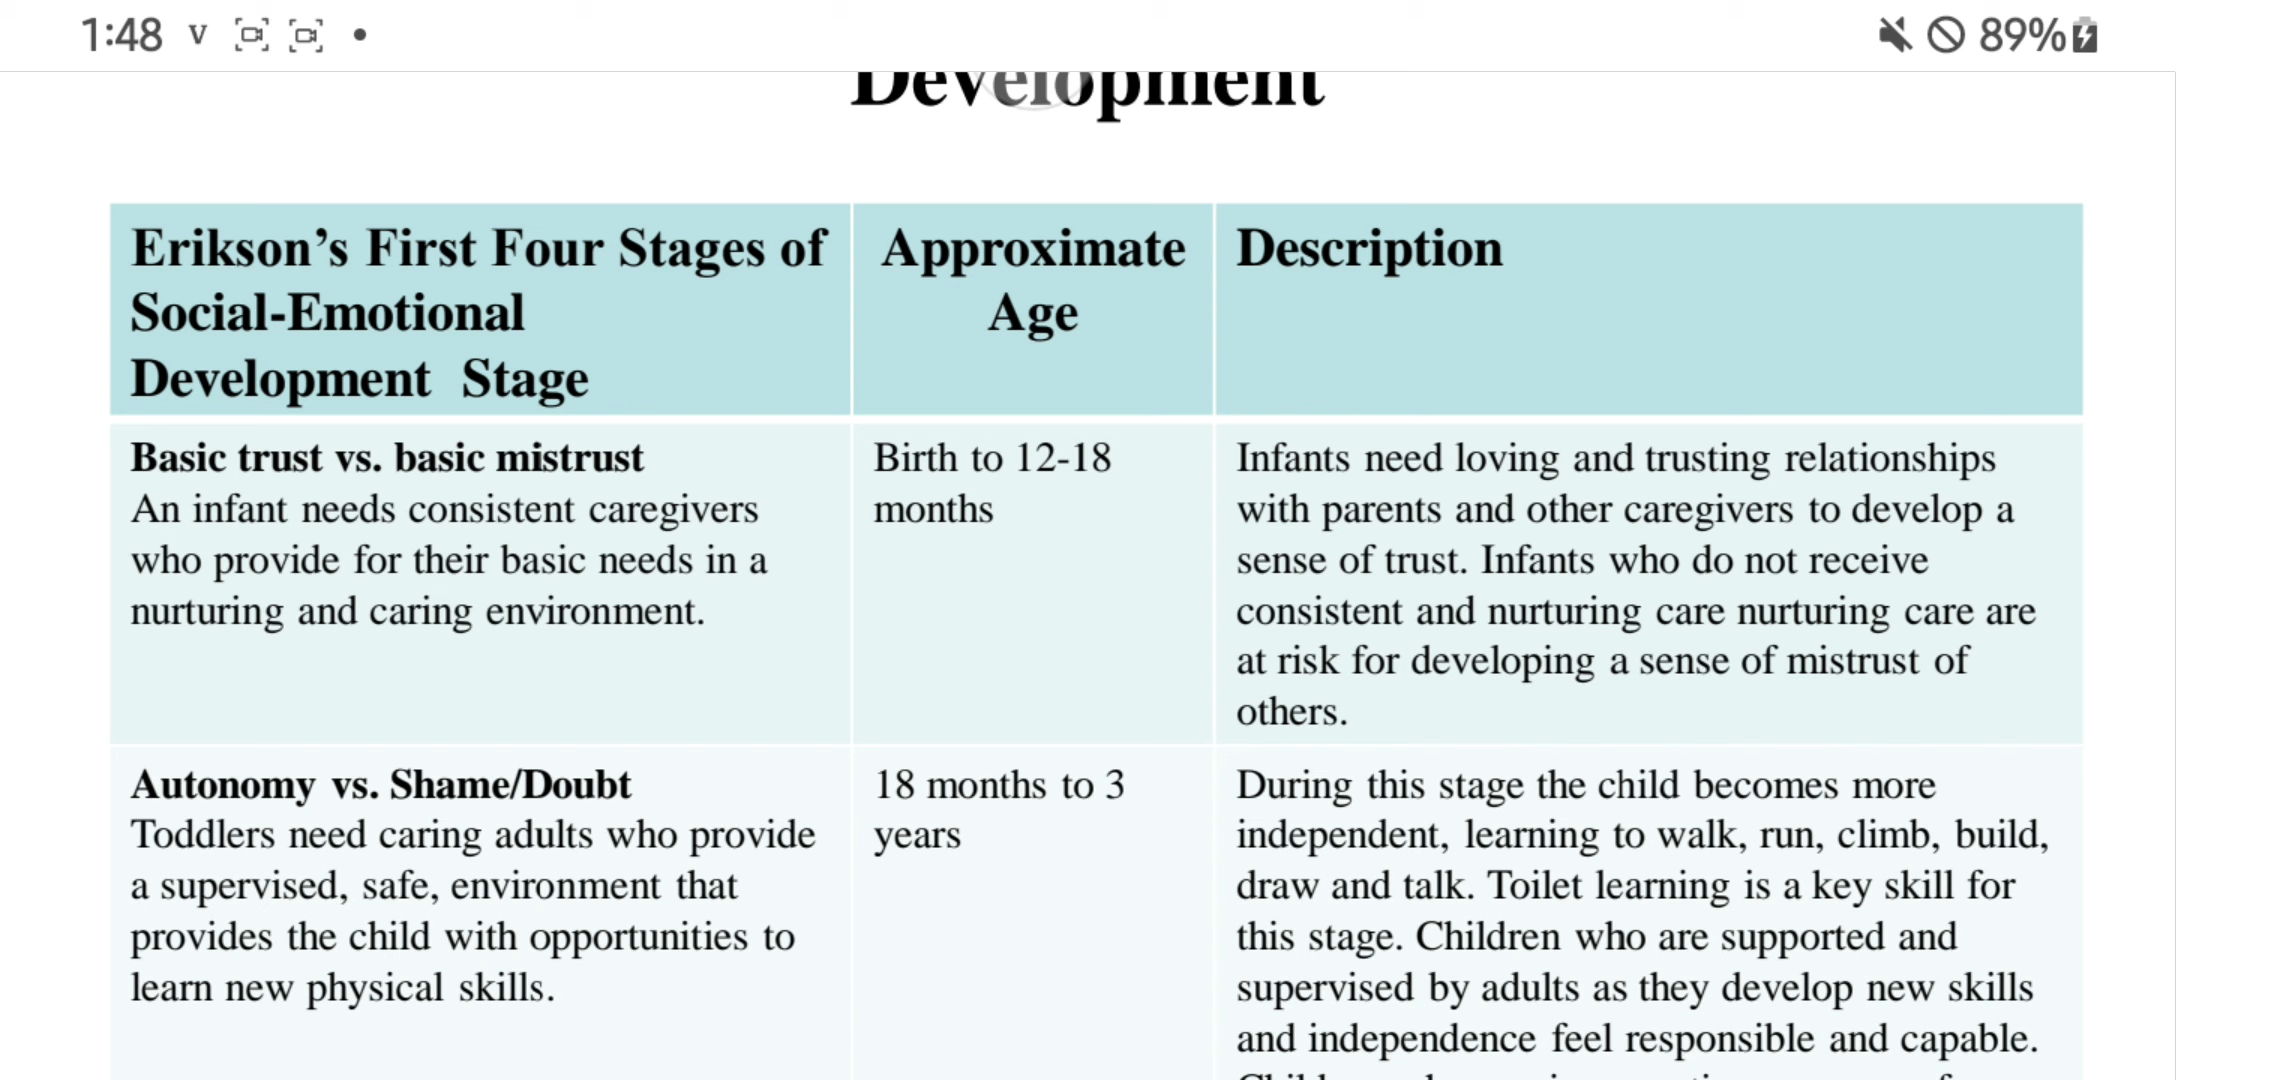 1:48 V 89%
Development
Erikson's First Four Stages of
Social-Emotional
Development Stage
Approximate
Age
Description
Basic trust vs. basic mistrust
An infant needs consistent caregivers
who provide for their basic needs in a
nurturing and caring environment.
Birth to 12-18
months
Infants need loving and trusting relationships
with parents and other caregivers to develop a
sense of trust. Infants who do not receive
consistent and nurturing care nurturing care are
at risk for developing a sense of mistrust of
others.
Autonomy vs. Shame/Doubt
Toddlers need caring adults who provide
a supervised, safe, environment that
provides the child with opportunities to
learn new physical skills.
18 months to 3
years
During this stage the child becomes more
independent, learning to walk, run, climb, build,
draw and talk. Toilet learning is a key skill for
this stage. Children who are supported and
supervised by adults as they develop new skills
and independence feel responsible and capable.